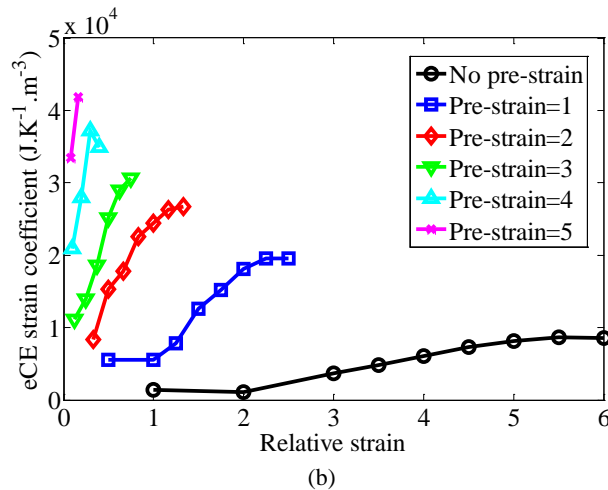 x 10⁴
5
4
3
2
1
0
eCE strain coefficient (J.K⁻¹.m⁻³)
No pre-strain
Pre-strain=1
Pre-strain=2
Pre-strain=3
Pre-strain=4
Pre-strain=5
0 1 2 3 4 5 6
Relative strain
(b)